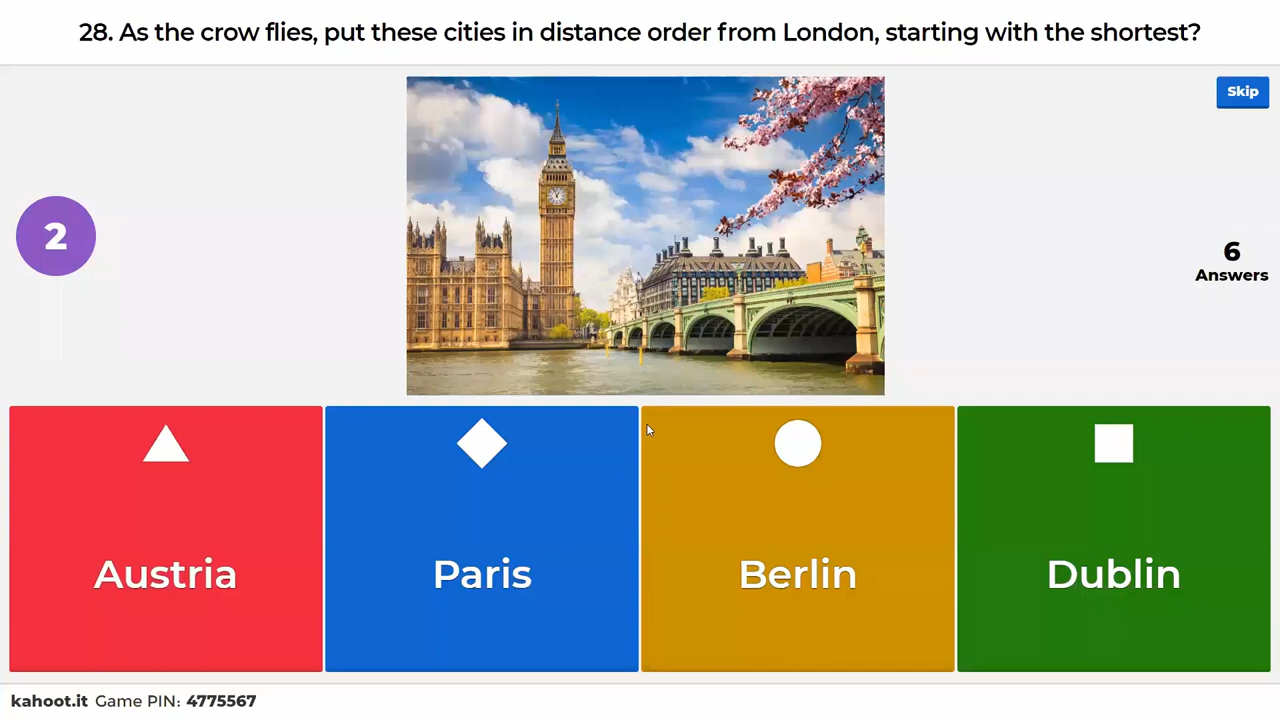 28. As the crow flies, put these cities in distance order from London, starting with the shortest?
Skip
2
6
Answers
Austria
Paris
Berlin
Dublin
kahoot.it Game PIN: 4775567